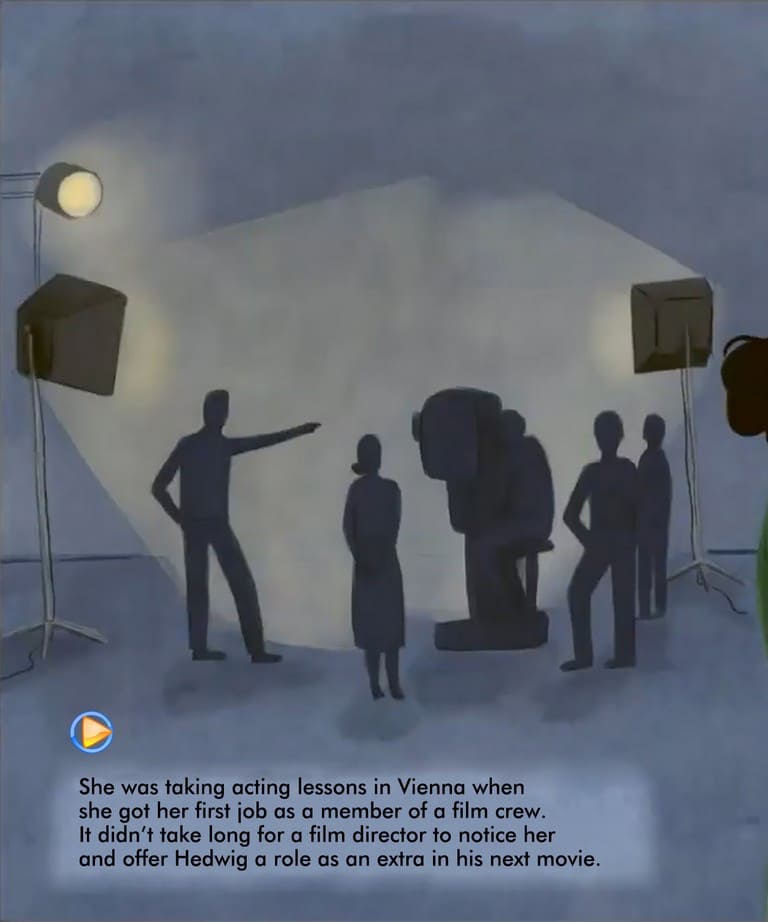 She was taking acting lessons in Vienna when
she got her first job as a member of a film crew.
It didn't take long for a film director to notice her
and offer Hedwig a role as an extra in his next movie.